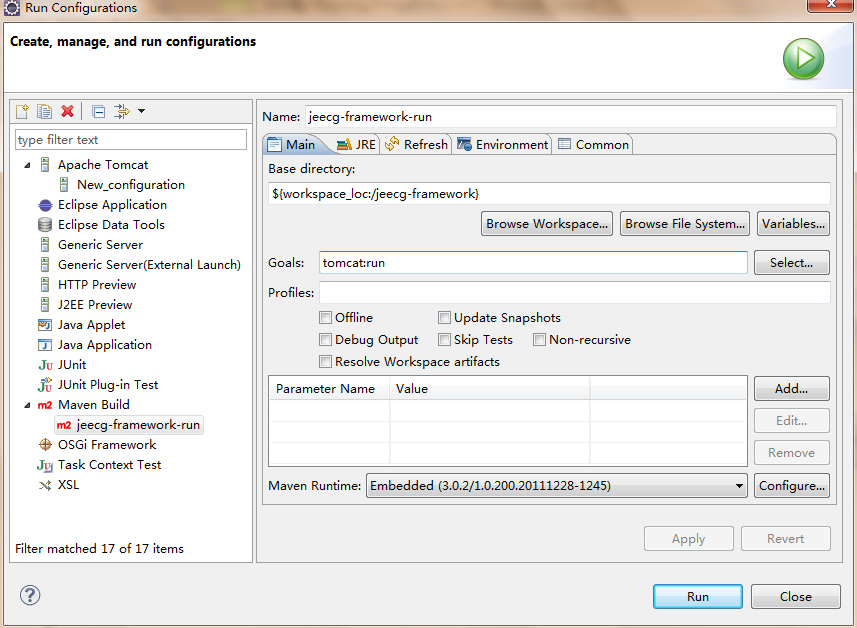 Run Configurations
Create, manage, and run configurations
type filter text
Apache Tomcat
New_configuration
Eclipse Application
Eclipse Data Tools
Generic Server
Generic Server(External Launch)
HTTP Preview
J2EE Preview
Java Applet
Java Application
JUnit
JUnit Plug-in Test
Maven Build
m2 jeecg-framework-run
OSGi Framework
Task Context Test
XSL
Filter matched 17 of 17 items
Name: jeecg-framework-run
Main JRE Refresh Environment Common
Base directory:
${workspace_loc:/jeecg-framework}
Browse Workspace... Browse File System... Variables...
Goals: tomcat:run Select...
Profiles:
Offline Update Snapshots
Debug Output Skip Tests Non-recursive
Resolve Workspace artifacts
Parameter Name Value Add...
Edit...
Remove
Maven Runtime: Embedded (3.0.2/1.0.200.20111228-1245) Configure...
Apply Revert
? Run Close